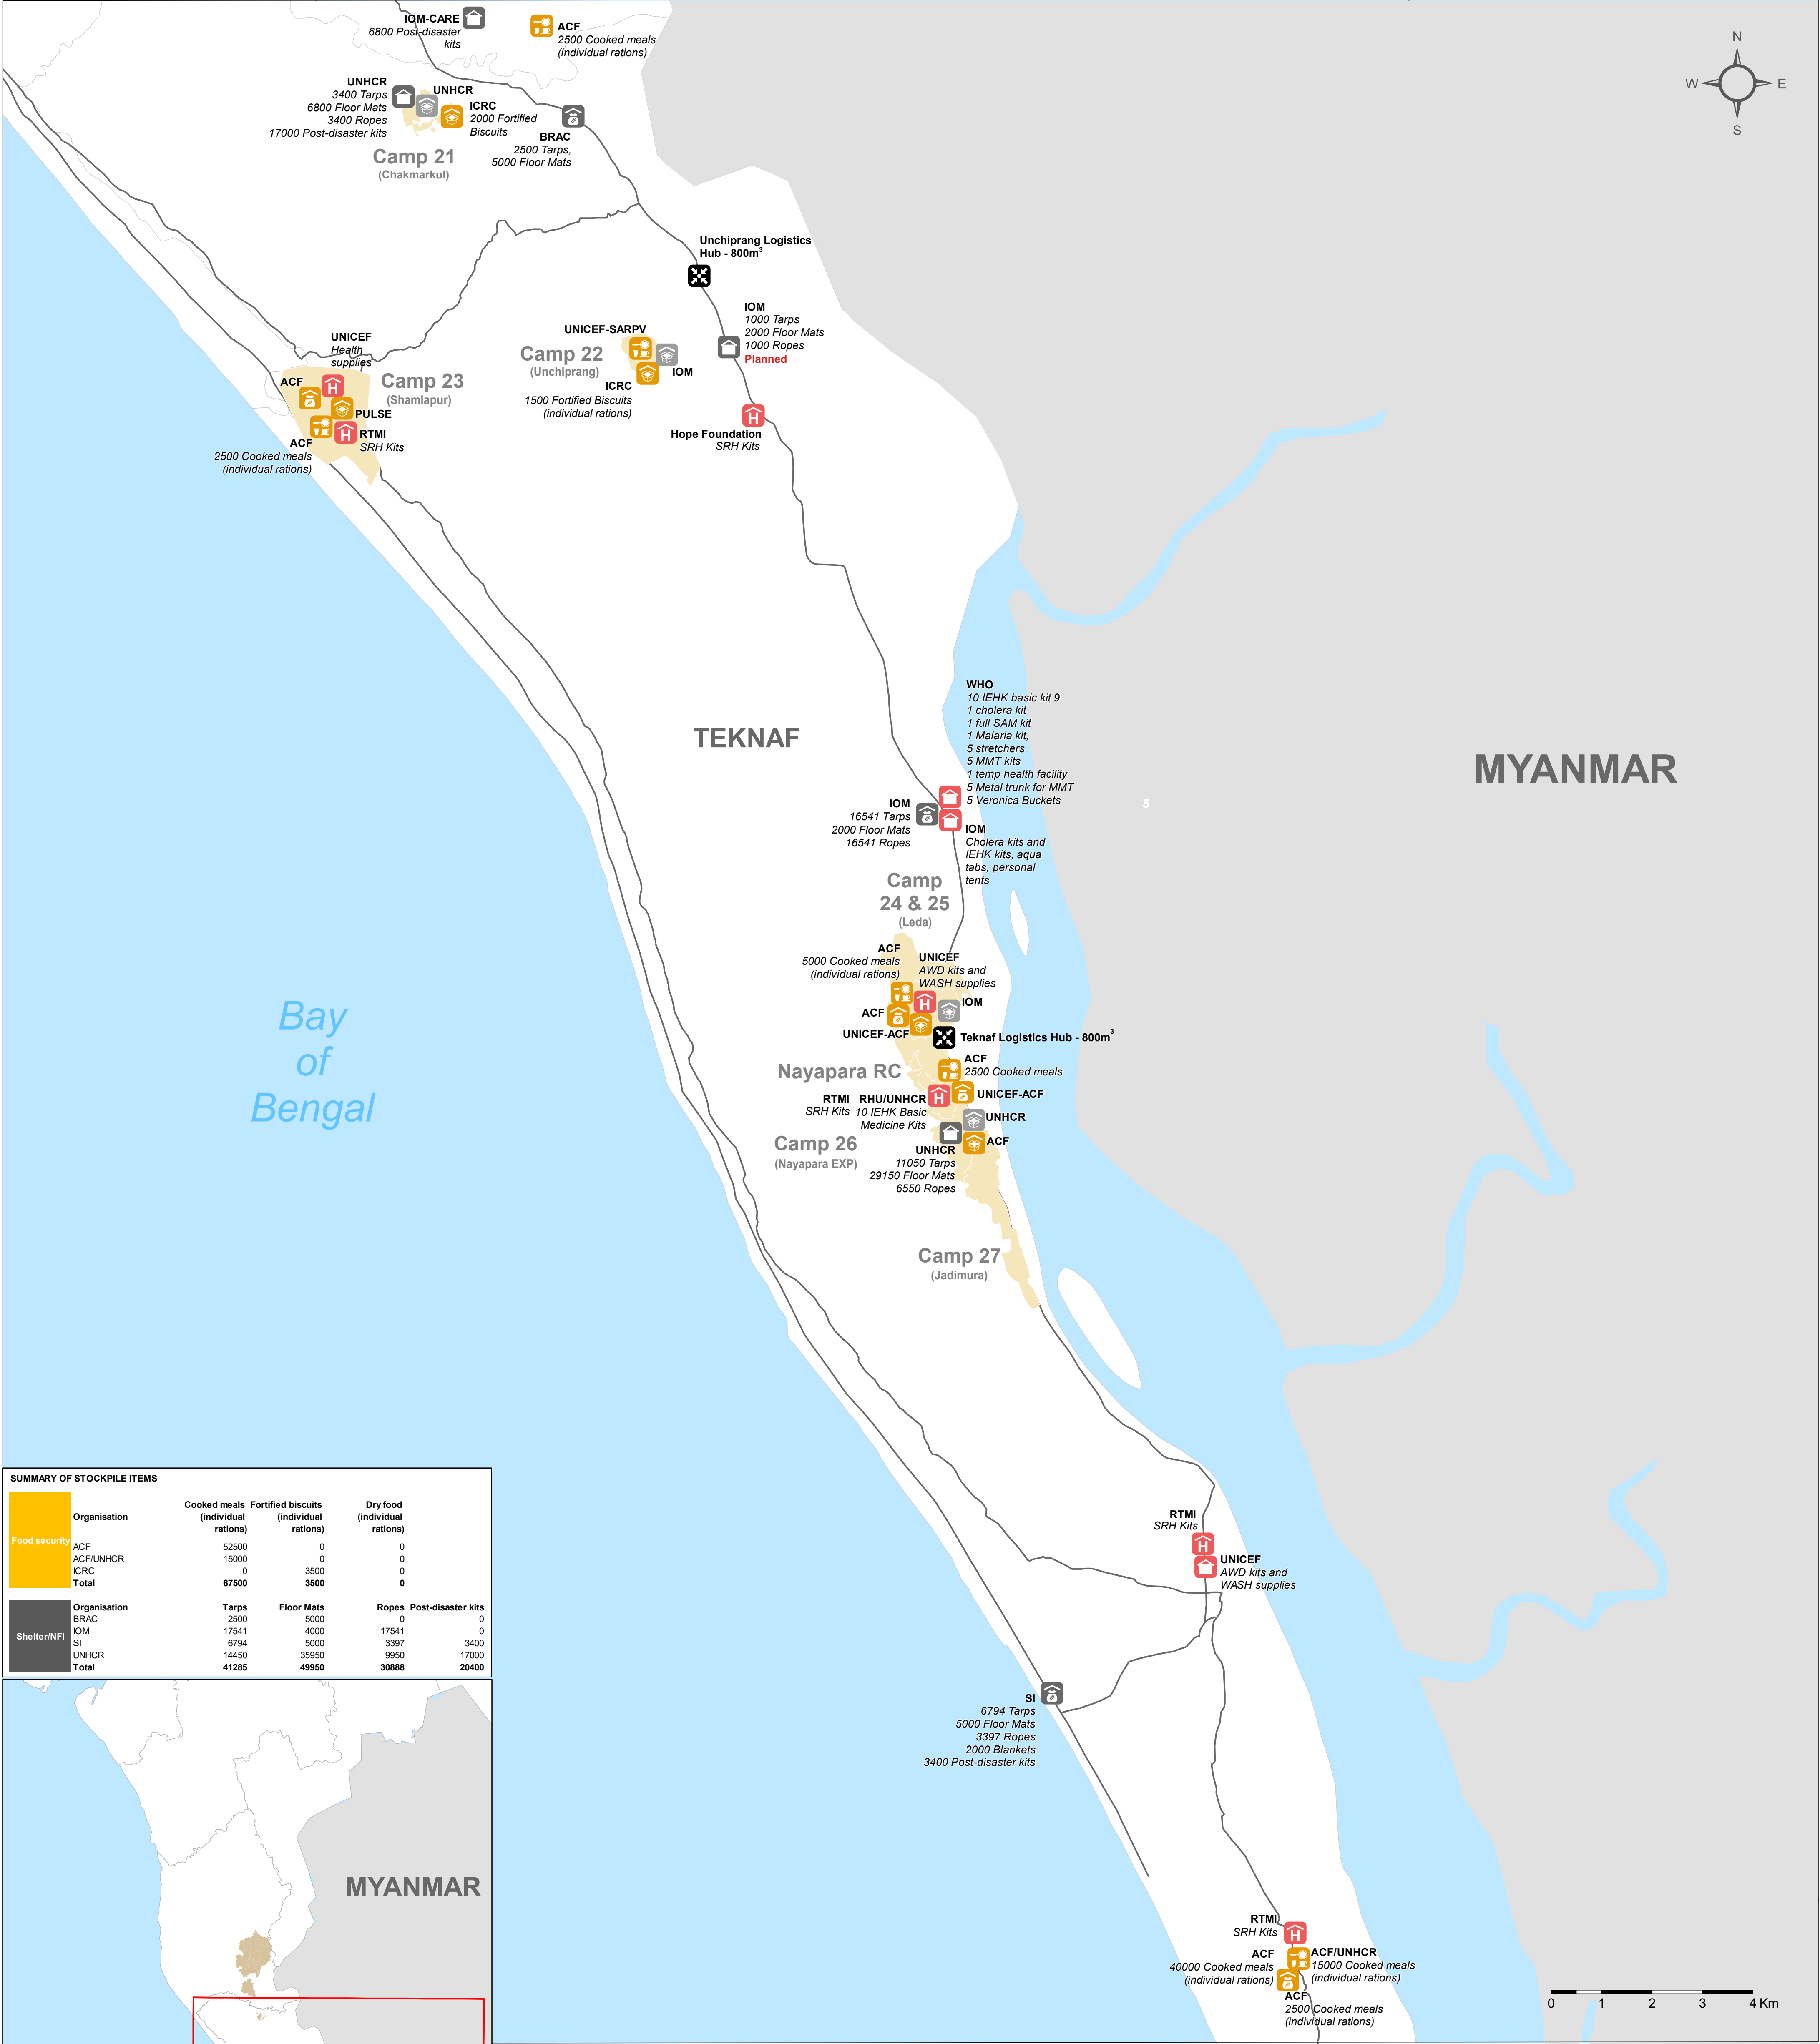 IOM-CARE
6800 Post-disaster
kits
ACF
2500 Cooked meals
(individual rations)
N
W
E
S
UNHCR
3400 Tarps
6800 Floor Mats
3400 Ropes
17000 Post-disaster kits
UNHCR
ICRC
2000 Fortified
Biscuits
BRAC
2500 Tarps,
5000 Floor Mats
Camp 21
(Chakmarkul)
Unchiprang Logistics
Hub - 800m3
IOM
1000 Tarps
2000 Floor Mats
1000 Ropes
Planned
UNICEF-SARPV
Camp 22
(Unchiprang)
IOM
ICRC
1500 Fortified Biscuits
(individual rations)
Hope Foundation
SRH Kits
UNICEF
Health
supplies
ACF
Camp 23
(Shamlapur)
PULSE
RTMI
SRH Kits
ACF
2500 Cooked meals
(individual rations)
TEKNAF
MYANMAR
5
WHO
10 IEHK basic kit 9
1 cholera kit
1 full SAM kit
1 Malaria kit,
5 stretchers
5 MMT kits
1 temp health facility
5 Metal trunk for MMT
5 Veronica Buckets
IOM
16541 Tarps
2000 Floor Mats
16541 Ropes
IOM
Cholera kits and
IEHK kits, aqua
tabs, personal
tents
Camp
24 & 25
(Leda)
ACF
5000 Cooked meals
(individual rations)
UNICEF
AWD kits and
WASH supplies
IOM
ACF
UNICEF-ACF
Teknaf Logistics Hub - 800m3
Nayapara RC
ACF
2500 Cooked meals
UNICEF-ACF
RTMI
SRH Kits
RHU/UNHCR
10 IEHK Basic
Medicine Kits
UNHCR
ACF
Camp 26
(Nayapara EXP)
UNHCR
11050 Tarps
29150 Floor Mats
6550 Ropes
Camp 27
(Jadimura)
Bay
of
Bengal
RTMI
SRH Kits
UNICEF
AWD kits and
WASH supplies
SI
6794 Tarps
5000 Floor Mats
3397 Ropes
2000 Blankets
3400 Post-disaster kits
RTMI
SRH Kits
ACF
40000 Cooked meals
(individual rations)
ACF/UNHCR
15000 Cooked meals
(individual rations)
ACF
2500 Cooked meals
(individual rations)
0 1 2 3 4 Km
SUMMARY OF STOCKPILE ITEMS
Food security
Organisation Cooked meals (individual rations) Fortified biscuits (individual rations) Dry food (individual rations)
ACF 52500 0 0
ACF/UNHCR 15000 0 0
ICRC 0 3500 0
Total 67500 3500 0
Shelter/NFI
Organisation Tarps Floor Mats Ropes Post-disaster kits
BRAC 2500 5000 0 0
IOM 17541 4000 17541 0
SI 6794 5000 3397 3400
UNHCR 14450 35950 9950 17000
Total 41285 49950 30888 20400
MYANMAR